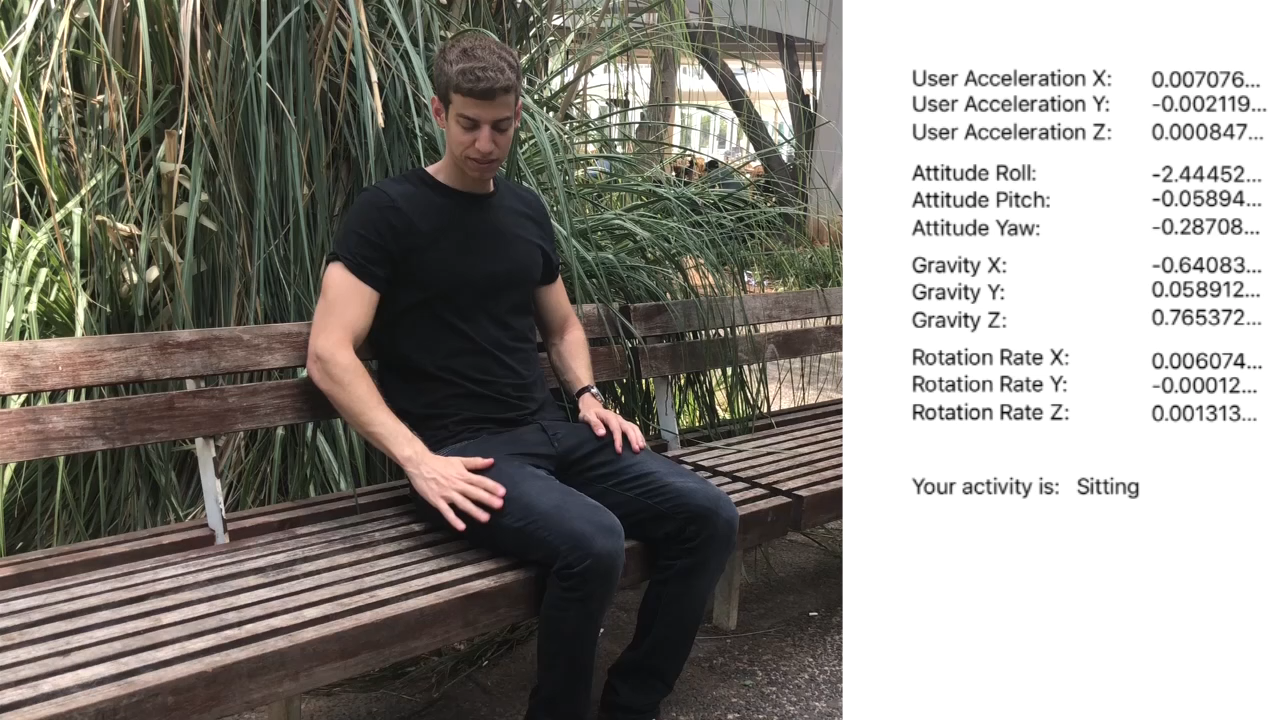 User Acceleration X: 0.007076...
User Acceleration Y: -0.002119...
User Acceleration Z: 0.000847...
Attitude Roll: -2.44452...
Attitude Pitch: -0.05894...
Attitude Yaw: -0.28708...
Gravity X: -0.64083...
Gravity Y: 0.058912...
Gravity Z: 0.765372...
Rotation Rate X: 0.006074...
Rotation Rate Y: -0.00012...
Rotation Rate Z: 0.001313...
Your activity is: Sitting